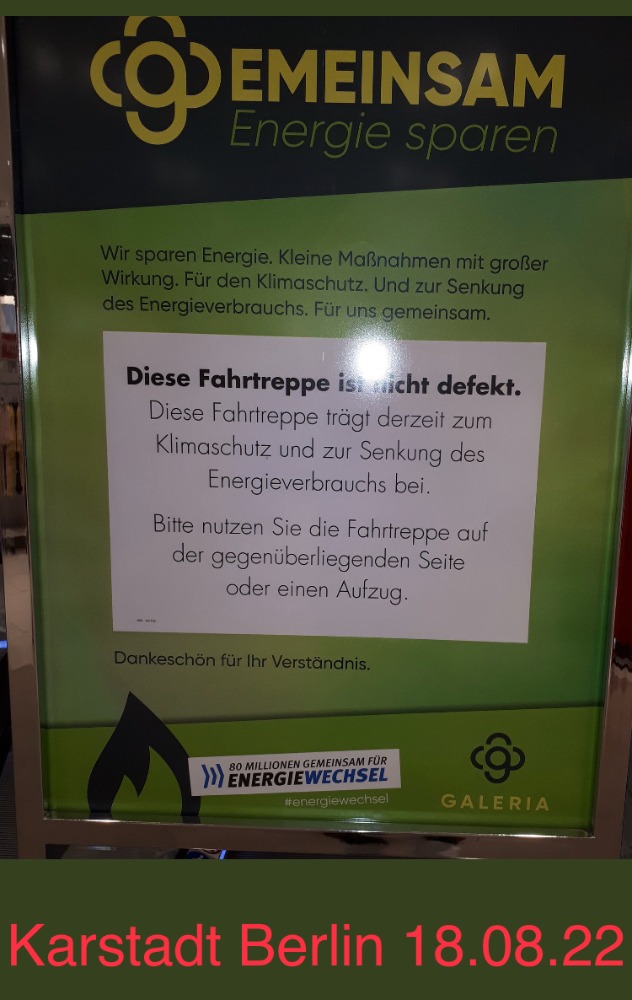 GEMEINSAM
Energie sparen
Wir sparen Energie. Kleine Maßnahmen mit großer
Wirkung. Für den Klimaschutz. Und zur Senkung
des Energieverbrauchs. Für uns gemeinsam.
Diese Fahrtreppe ist nicht defekt.
Diese Fahrtreppe trägt derzeit zum
Klimaschutz und zur Senkung des
Energieverbrauchs bei.
Bitte nutzen Sie die Fahrtreppe auf
der gegenüberliegenden Seite
oder einen Aufzug.
Dankeschön für Ihr Verständnis.
80 MILLIONEN GEMEINSAM FÜR
ENERGIEWECHSEL
#energiewechsel
GALERIA
Karstadt Berlin 18.08.22